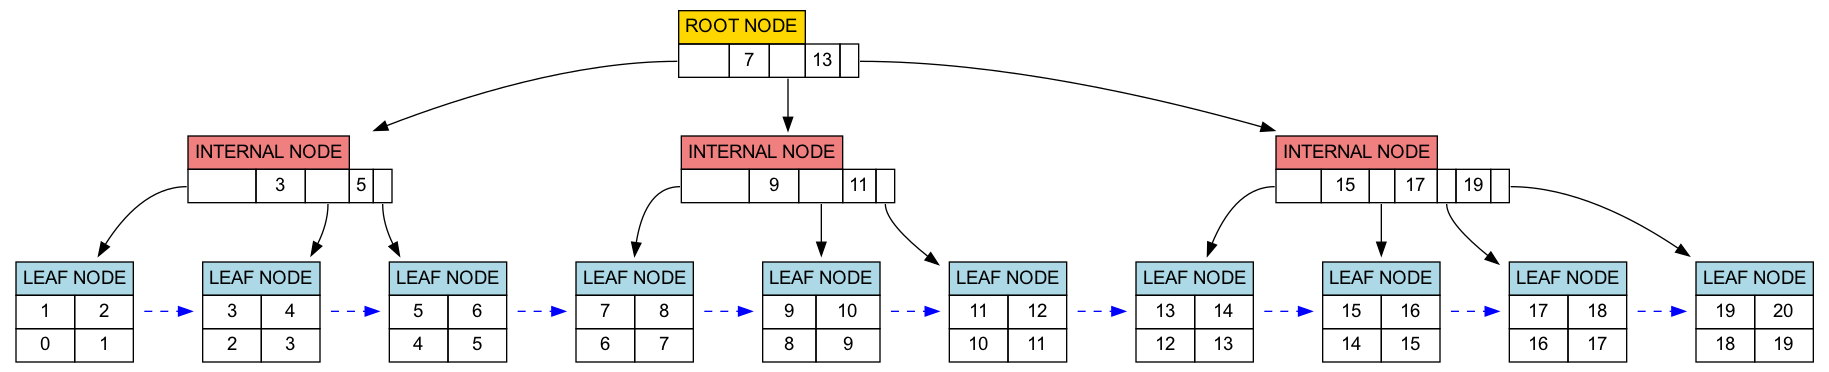 ROOT NODE
7 13
INTERNAL NODE INTERNAL NODE INTERNAL NODE
3 5 9 11 15 17 19
LEAF NODE LEAF NODE LEAF NODE LEAF NODE LEAF NODE LEAF NODE LEAF NODE LEAF NODE LEAF NODE LEAF NODE
1 2 3 4 5 6 7 8 9 10 11 12 13 14 15 16 17 18 19 20
0 1 2 3 4 5 6 7 8 9 10 11 12 13 14 15 16 17 18 19